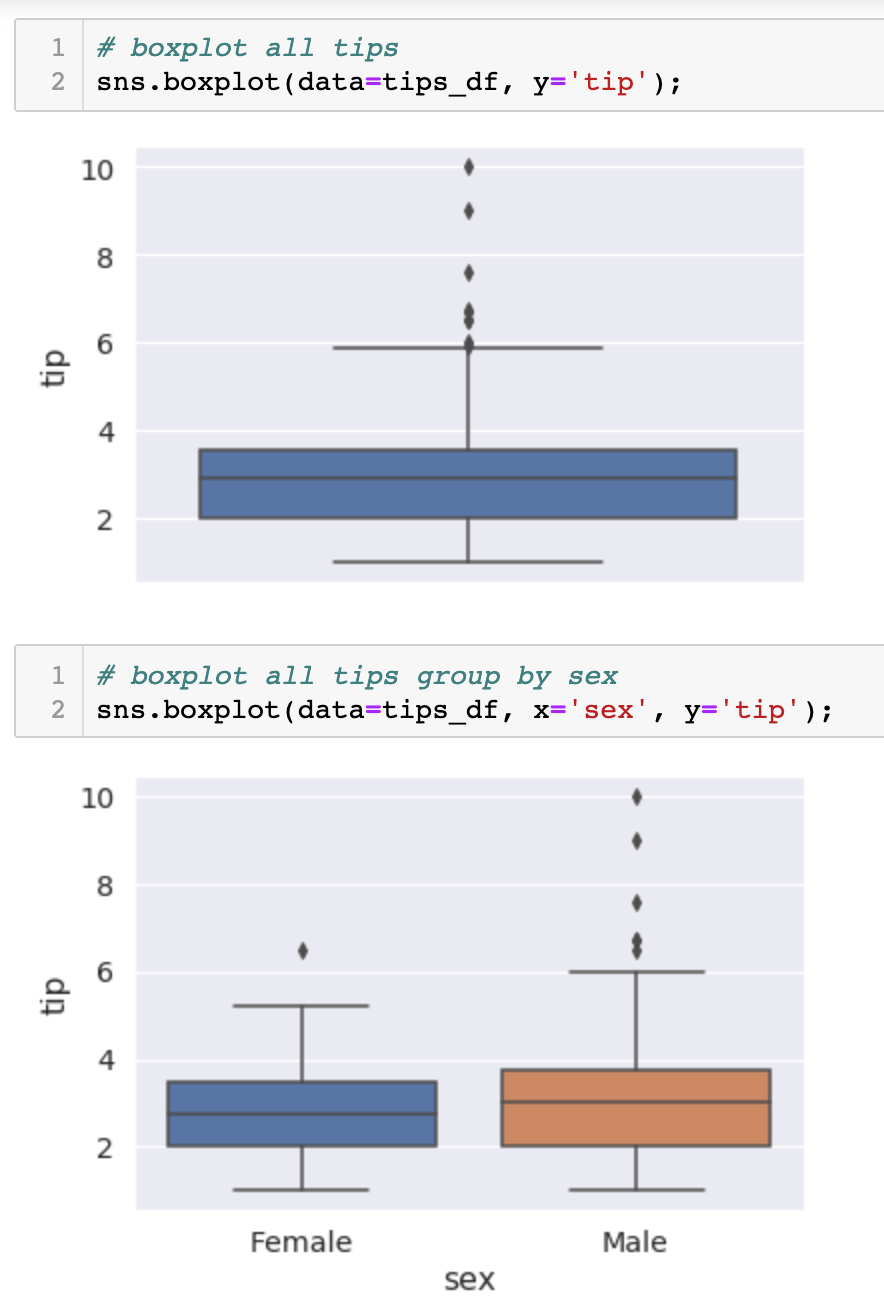 1 # boxplot all tips
2 sns.boxplot(data=tips_df, y='tip');
10
8
6
4
2
tip
1 # boxplot all tips group by sex
2 sns.boxplot(data=tips_df, x='sex', y='tip');
10
8
6
4
2
tip
Female Male
sex